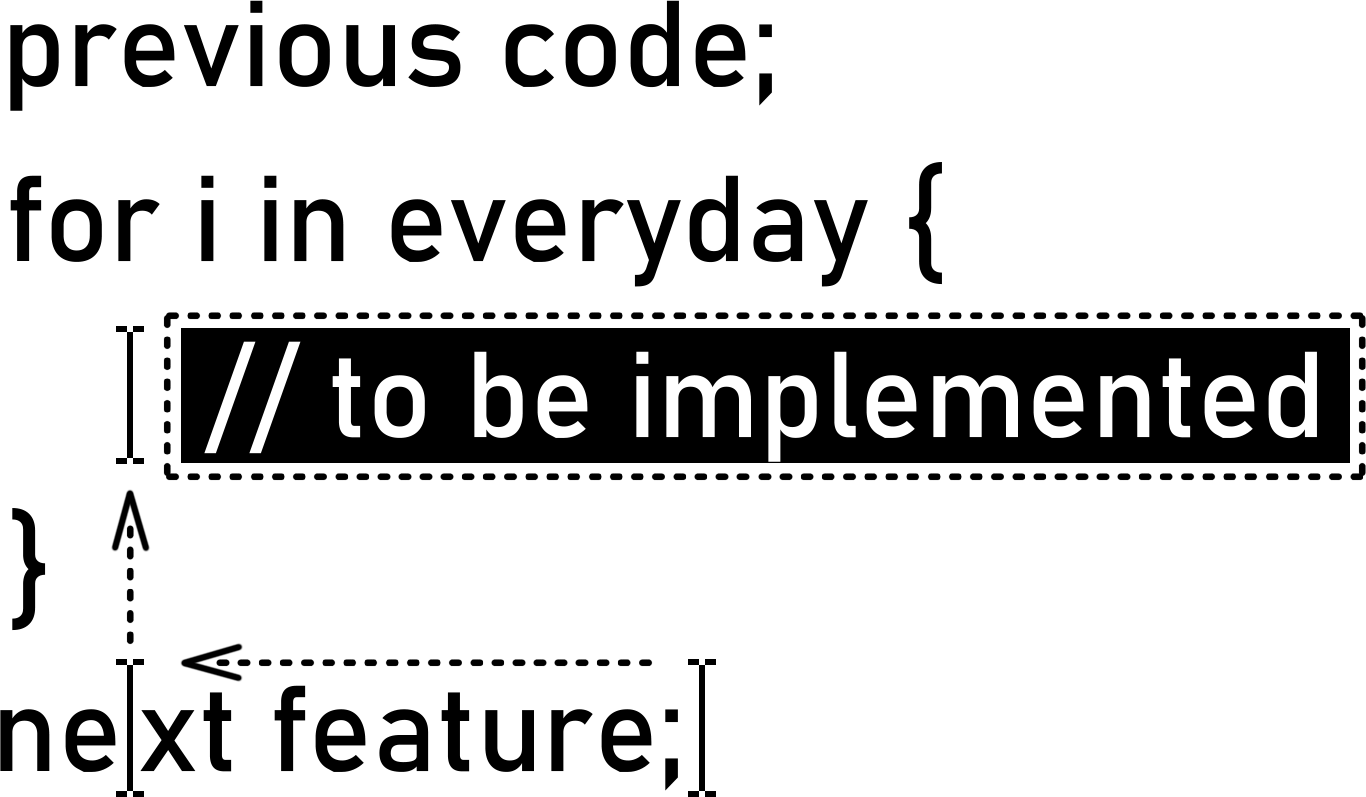 previous code;
for i in everyday {
// to be implemented
}
next feature;